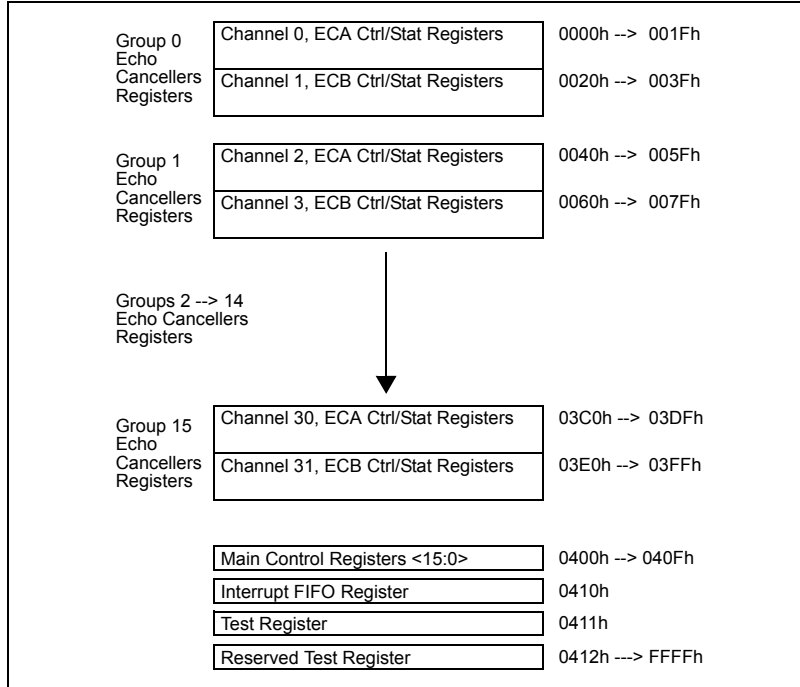 Group 0
Echo
Cancellers
Registers
Channel 0, ECA Ctrl/Stat Registers
0000h --> 001Fh
Channel 1, ECB Ctrl/Stat Registers
0020h --> 003Fh
Group 1
Echo
Cancellers
Registers
Channel 2, ECA Ctrl/Stat Registers
0040h --> 005Fh
Channel 3, ECB Ctrl/Stat Registers
0060h --> 007Fh
Groups 2 --> 14
Echo Cancellers
Registers
Group 15
Echo
Cancellers
Registers
Channel 30, ECA Ctrl/Stat Registers
03C0h --> 03DFh
Channel 31, ECB Ctrl/Stat Registers
03E0h --> 03FFh
Main Control Registers <15:0>
0400h --> 040Fh
Interrupt FIFO Register
0410h
Test Register
0411h
Reserved Test Register
0412h ---> FFFFh